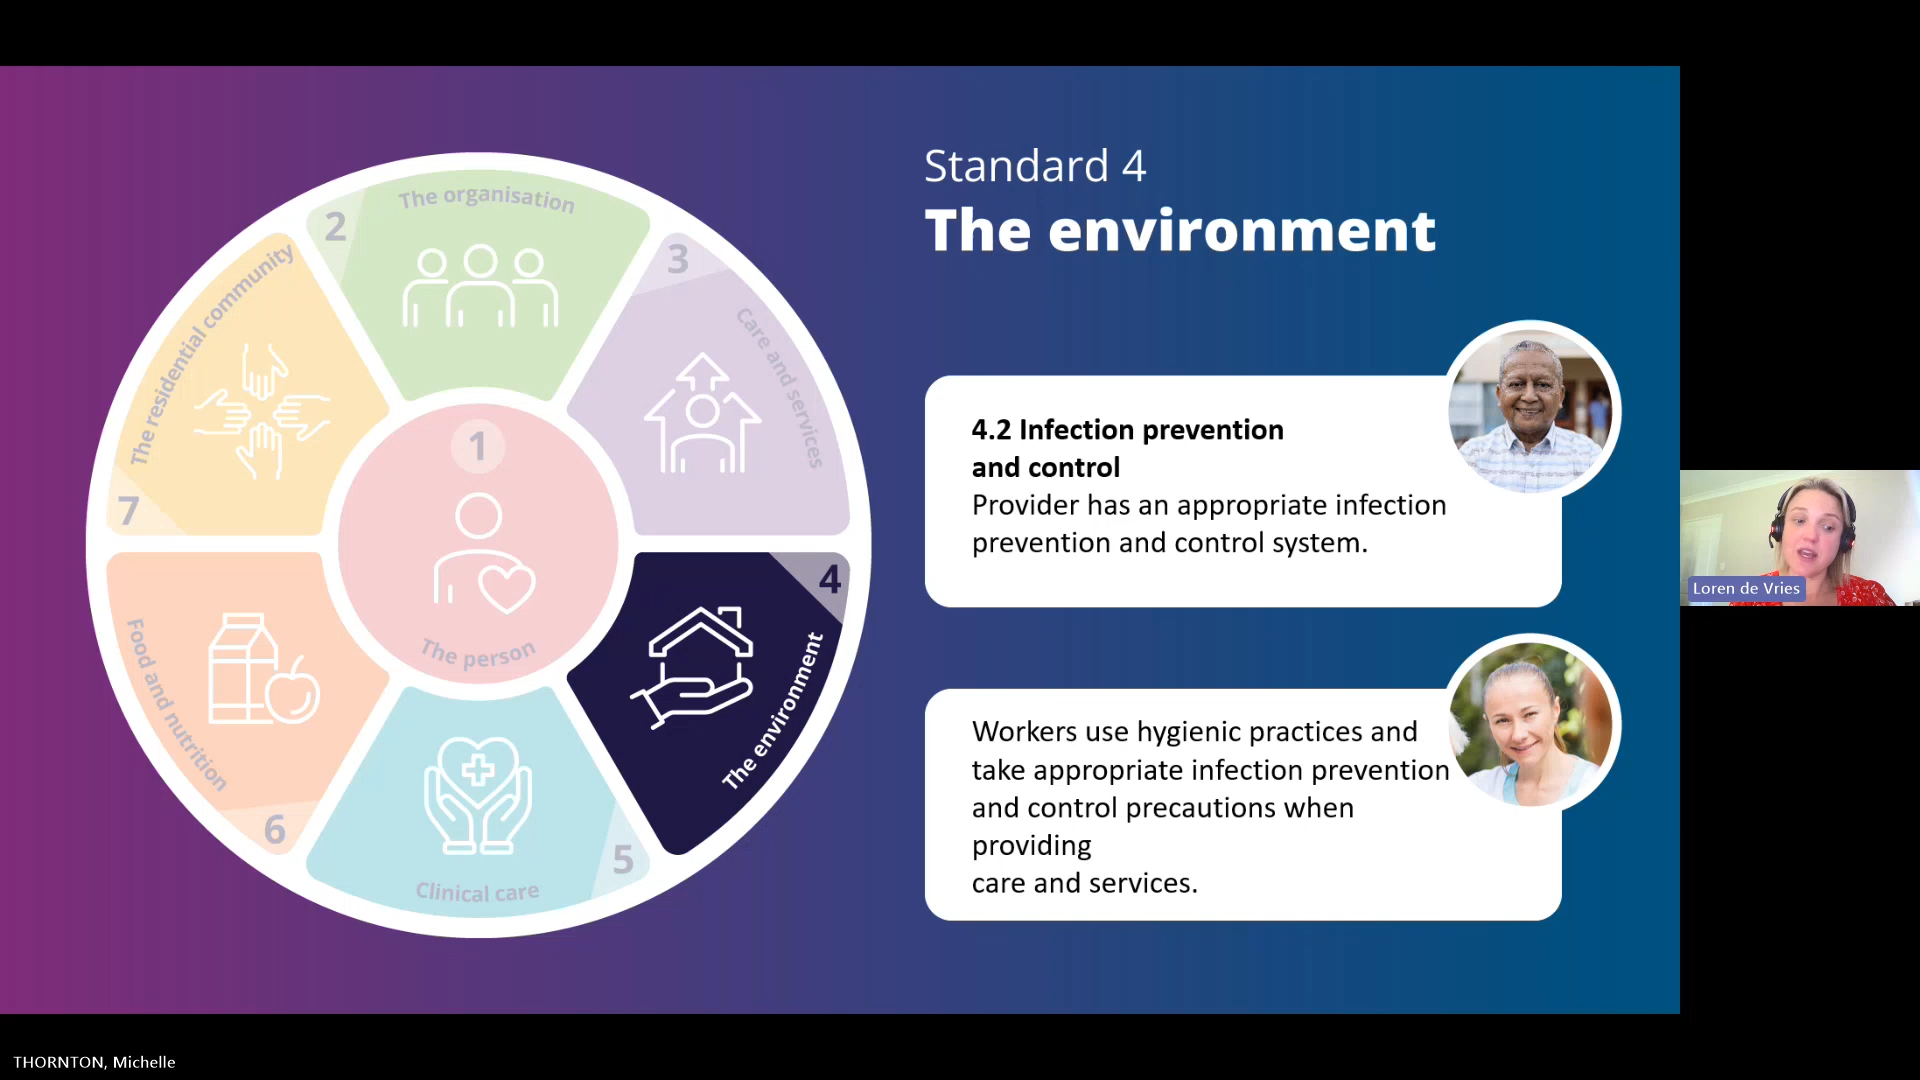 2
The organisation
3
Care and services
The residential community
7
1
The person
4
The environment
Food and nutrition
6
5
Clinical care
Standard 4
The environment
4.2 Infection prevention
and control
Provider has an appropriate infection
prevention and control system.
Workers use hygienic practices and
take appropriate infection prevention
and control precautions when
providing
care and services.
Loren de Vries
THORNTON, Michelle